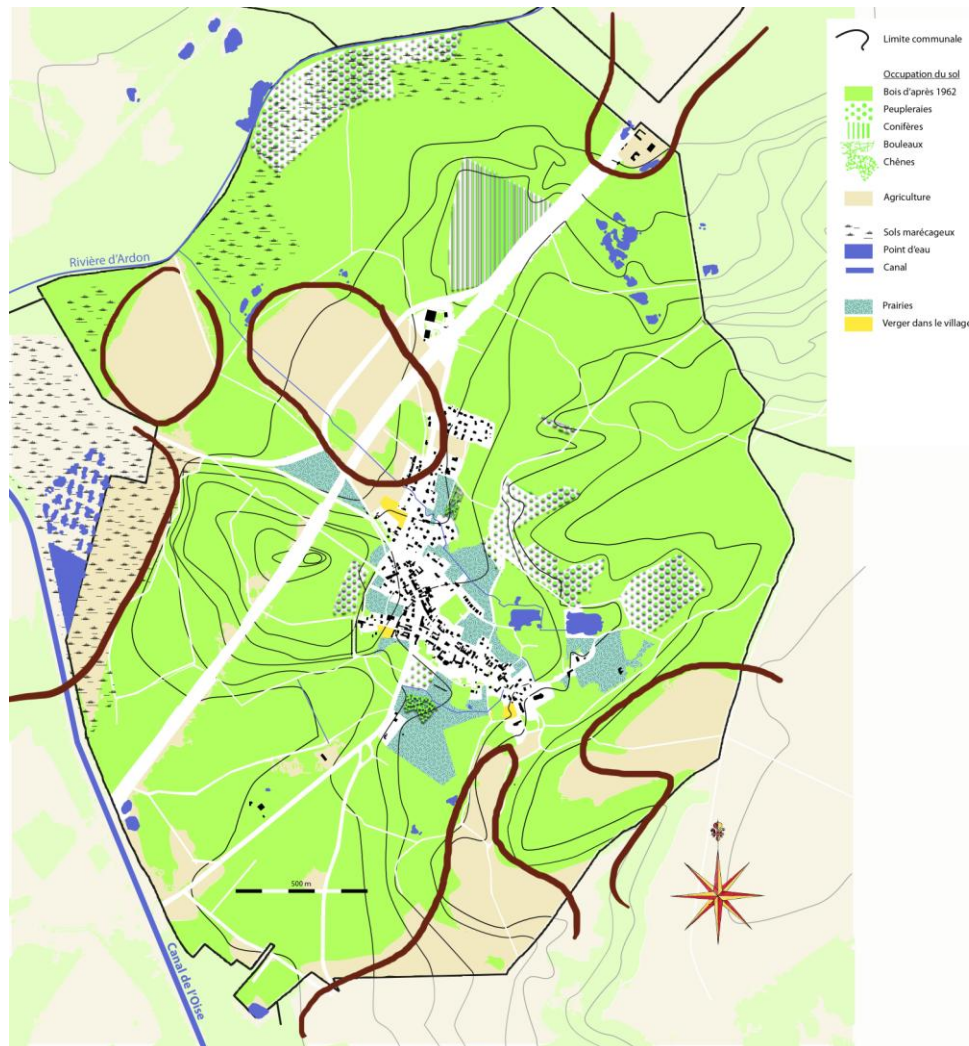 Limite communale
Occupation du sol
Bois d'après 1962
Peupleraies
Conifères
Bouleaux
Chênes
Agriculture
Sols marécageux
Point d'eau
Canal
Prairies
Verger dans le village
Rivière d'Ardon
500 m
Canal de l'Oise